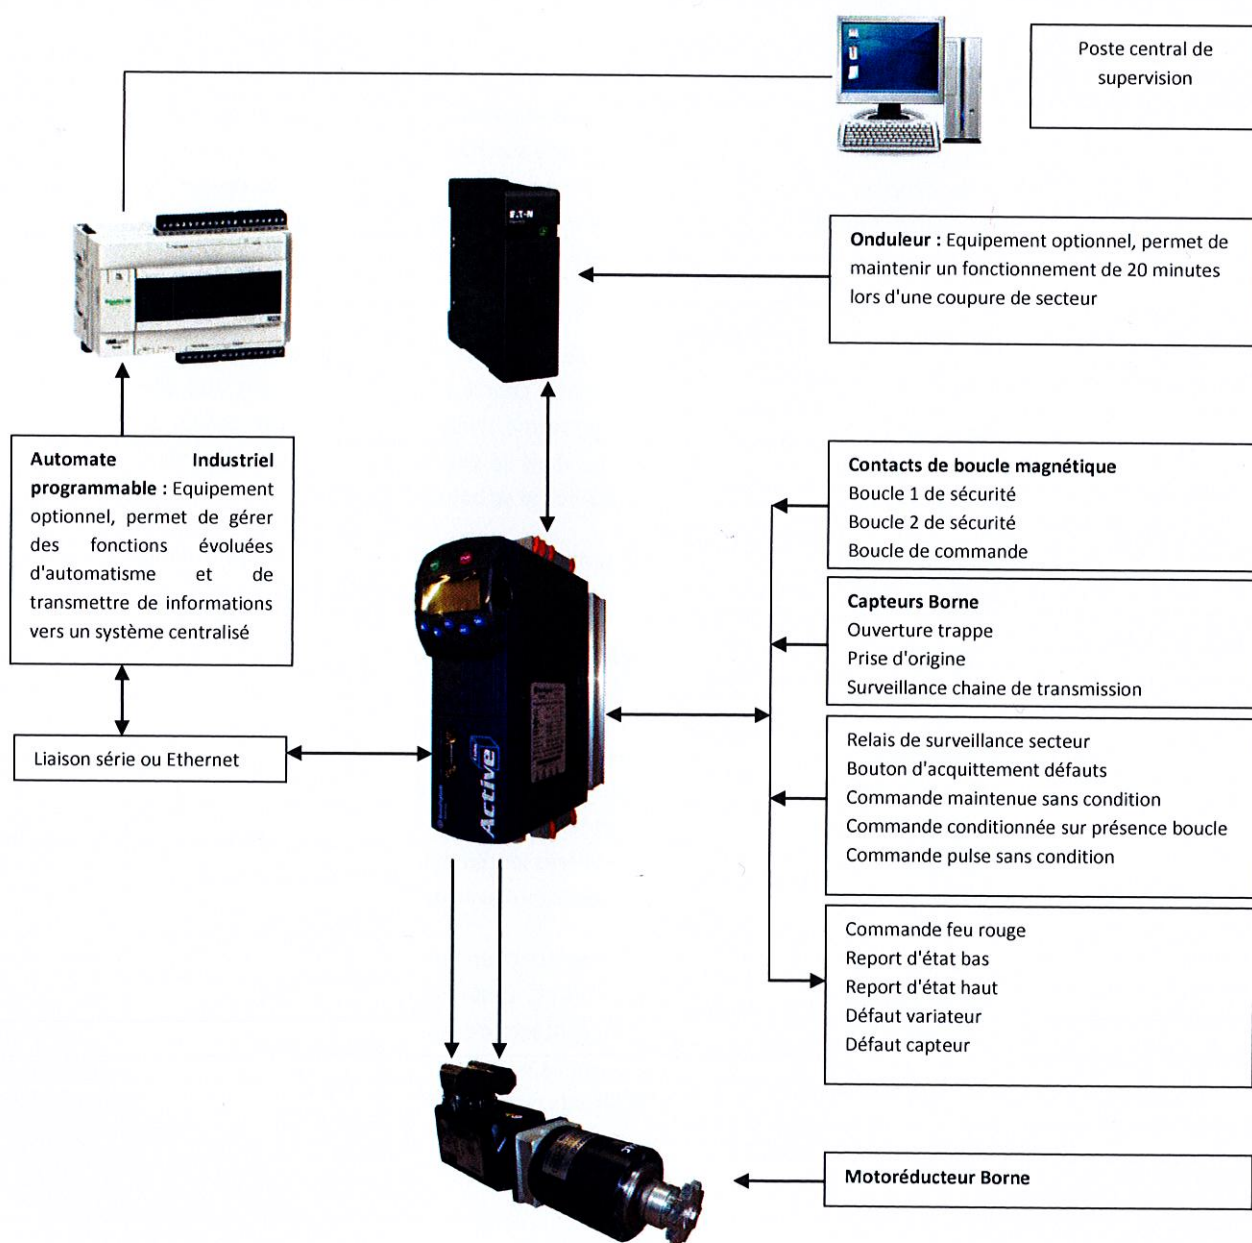 Poste central de
supervision
E.T·N
Onduleur : Equipement optionnel, permet de
maintenir un fonctionnement de 20 minutes
lors d'une coupure de secteur
Automate Industriel
programmable : Equipement
optionnel, permet de gérer
des fonctions évoluées
d'automatisme et de
transmettre de informations
vers un système centralisé
Liaison série ou Ethernet
Contacts de boucle magnétique
Boucle 1 de sécurité
Boucle 2 de sécurité
Boucle de commande
Capteurs Borne
Ouverture trappe
Prise d'origine
Surveillance chaine de transmission
Relais de surveillance secteur
Bouton d'acquittement défauts
Commande maintenue sans condition
Commande conditionnée sur présence boucle
Commande pulse sans condition
Active
Commande feu rouge
Report d'état bas
Report d'état haut
Défaut variateur
Défaut capteur
Motoréducteur Borne